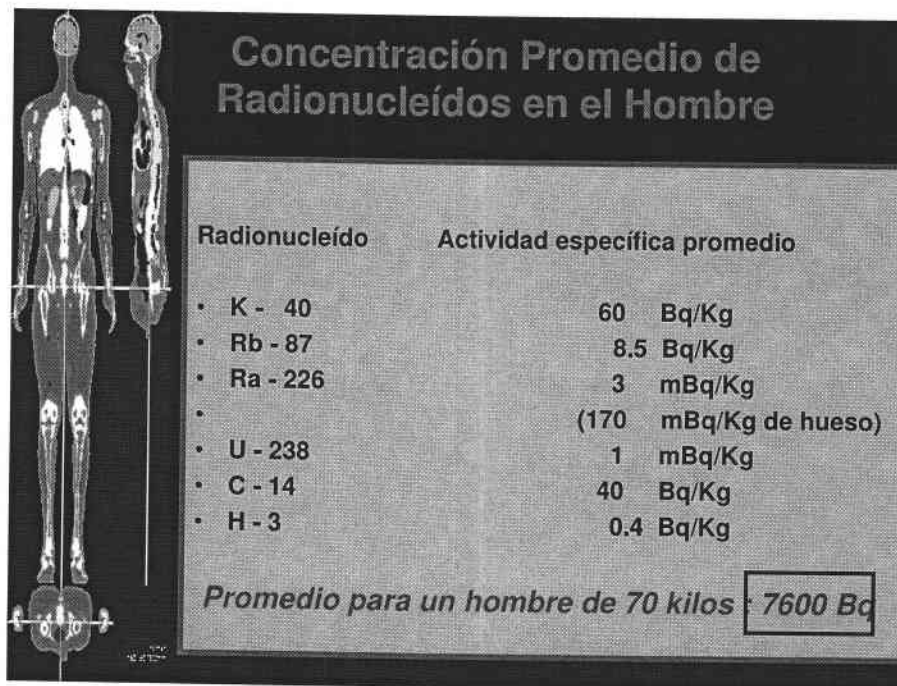 Concentración Promedio de
Radionucleídos en el Hombre
Radionucleído Actividad específica promedio
• K - 40 60 Bq/Kg
• Rb - 87 8.5 Bq/Kg
• Ra - 226 3 mBq/Kg
• (170 mBq/Kg de hueso)
• U - 238 1 mBq/Kg
• C - 14 40 Bq/Kg
• H - 3 0.4 Bq/Kg
Promedio para un hombre de 70 kilos : 7600 Bq